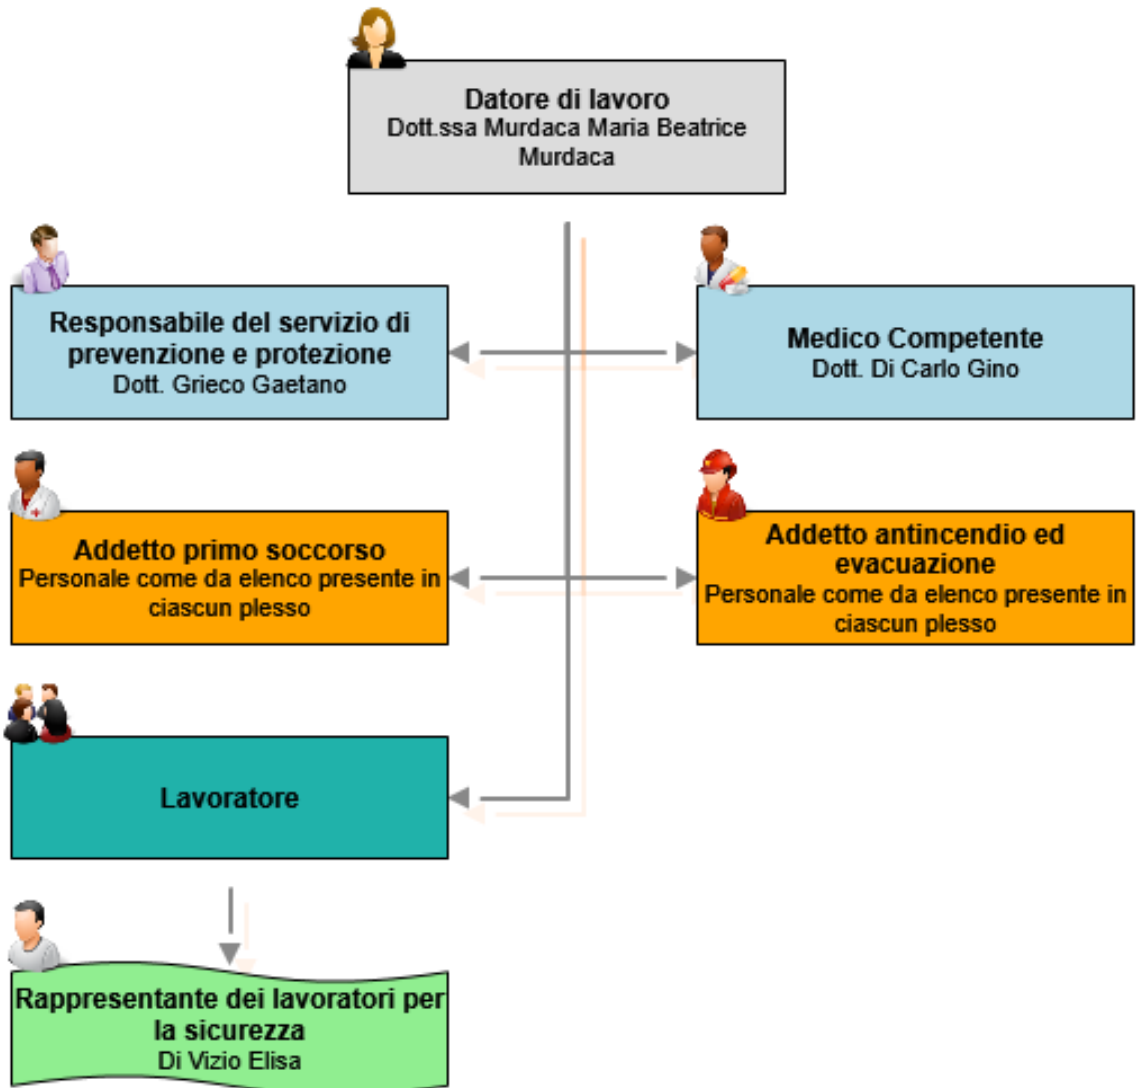 Datore di lavoro
Dott.ssa Murdaca Maria Beatrice
Murdaca
Responsabile del servizio di
prevenzione e protezione
Dott. Grieco Gaetano
Medico Competente
Dott. Di Carlo Gino
Addetto primo soccorso
Personale come da elenco presente in
ciascun plesso
Addetto antincendio ed
evacuazione
Personale come da elenco presente in
ciascun plesso
Lavoratore
Rappresentante dei lavoratori per
la sicurezza
Di Vizio Elisa